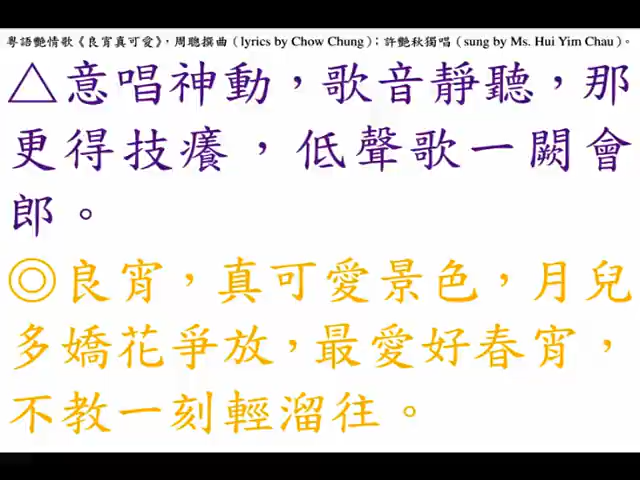 粵語艷情歌《良宵真可愛》，周聰撰曲（lyrics by Chow Chung）；許艷秋獨唱（sung by Ms. Hui Yim Chau）。
△意唱神動，歌音靜聽，那
更得技癢，低聲歌一闕會
郎。
◎良宵，真可愛景色，月兒
多嬌花爭放，最愛好春宵，
不教一刻輕溜往。